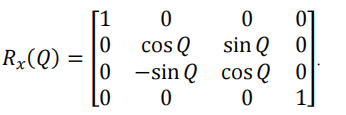 1 0 0 0
0 cos Q sin Q 0
R_x(Q) = 0 −sin Q cos Q 0 .
0 0 0 1